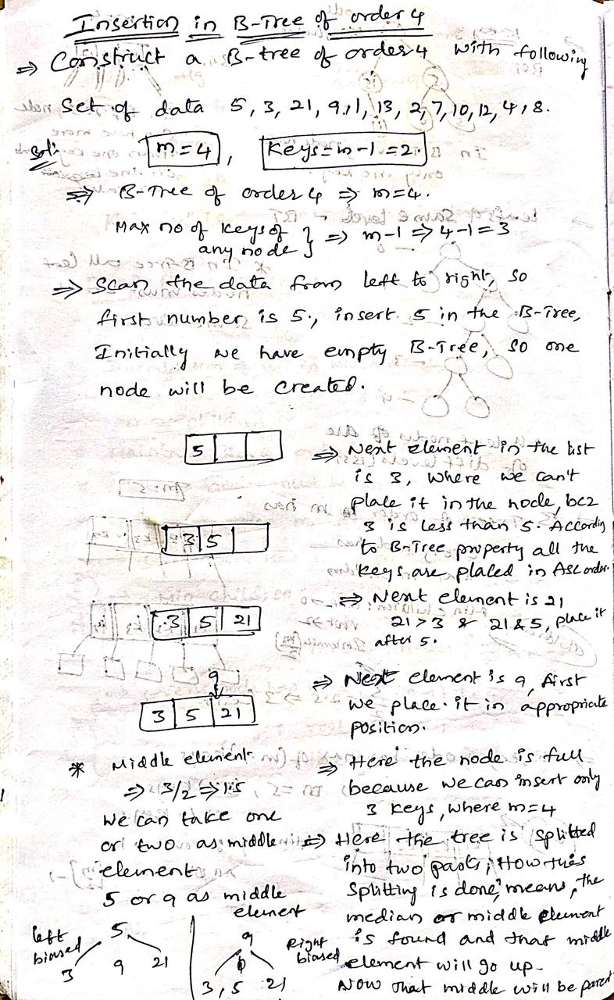 Insertion in B-Tree of order 4
⇒ Construct a B-tree of order 4 with following
set of data 5, 3, 21, 9, 1, 13, 2, 7, 10, 12, 4, 8.
Sol:
m=4 , Keys=m-1=2.
⇒ B-Tree of order 4 ⇒ m=4.
Max no of keys of any node } ⇒ m-1 ⇒ 4-1=3
⇒ Scan the data from left to right, so
first number is 5., insert 5 in the B-Tree,
Initially we have empty B-Tree, so one
node will be created.
5
⇒ Next element in the list
is 3, where we can't
place it in the node, bcz
3 is less than 5. According
to B-Tree property all the
keys are placed in Asc order.
3 5
⇒ Next element is 21
21>3 & 21&5, place it
after 5.
3 5 21
⇒ Next element is 9, first
we place it in appropriate
position.
9
3 5 21
* Middle element
⇒ 3/2 ⇒ 1.5
We can take one
or two as middle
element
5 or 9 as middle
element
⇒ Here the node is full
because we can insert only
3 keys, where m=4
⇒ Here the tree is splitted
into two parts, How this
splitting is done, means, the
median or middle element
is found and that middle
element will go up.
Now that middle will be parent
left
biased
5
3 9 21
9
3, 5 21
Right
biased